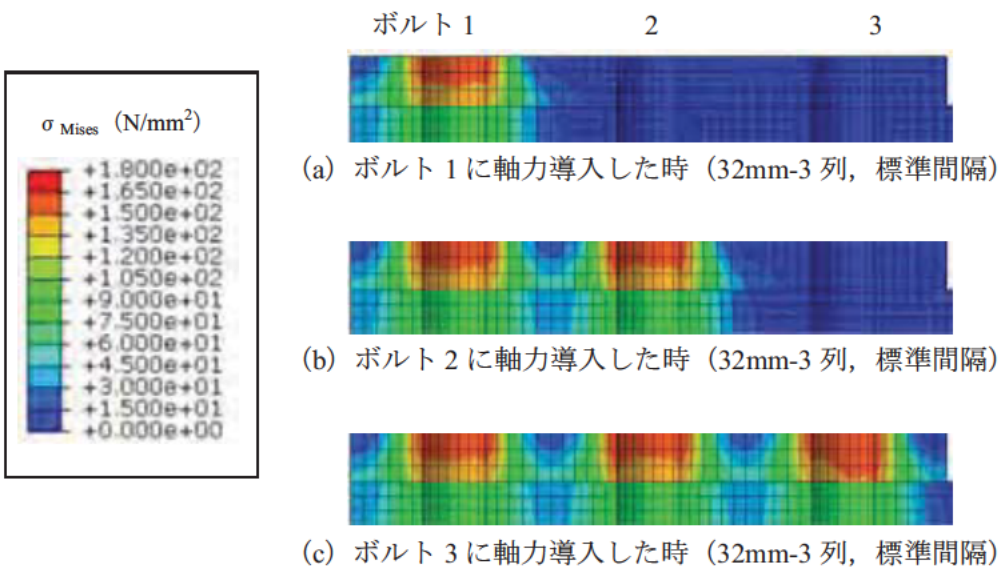 ボルト 1 2 3
σ Mises （N/mm²）
+1.800e+02
+1.650e+02
+1.500e+02
+1.350e+02
+1.200e+02
+1.050e+02
+9.000e+01
+7.500e+01
+6.000e+01
+4.500e+01
+3.000e+01
+1.500e+01
+0.000e+00
(a) ボルト 1 に軸力導入した時（32mm-3 列，標準間隔）
(b) ボルト 2 に軸力導入した時（32mm-3 列，標準間隔）
(c) ボルト 3 に軸力導入した時（32mm-3 列，標準間隔）